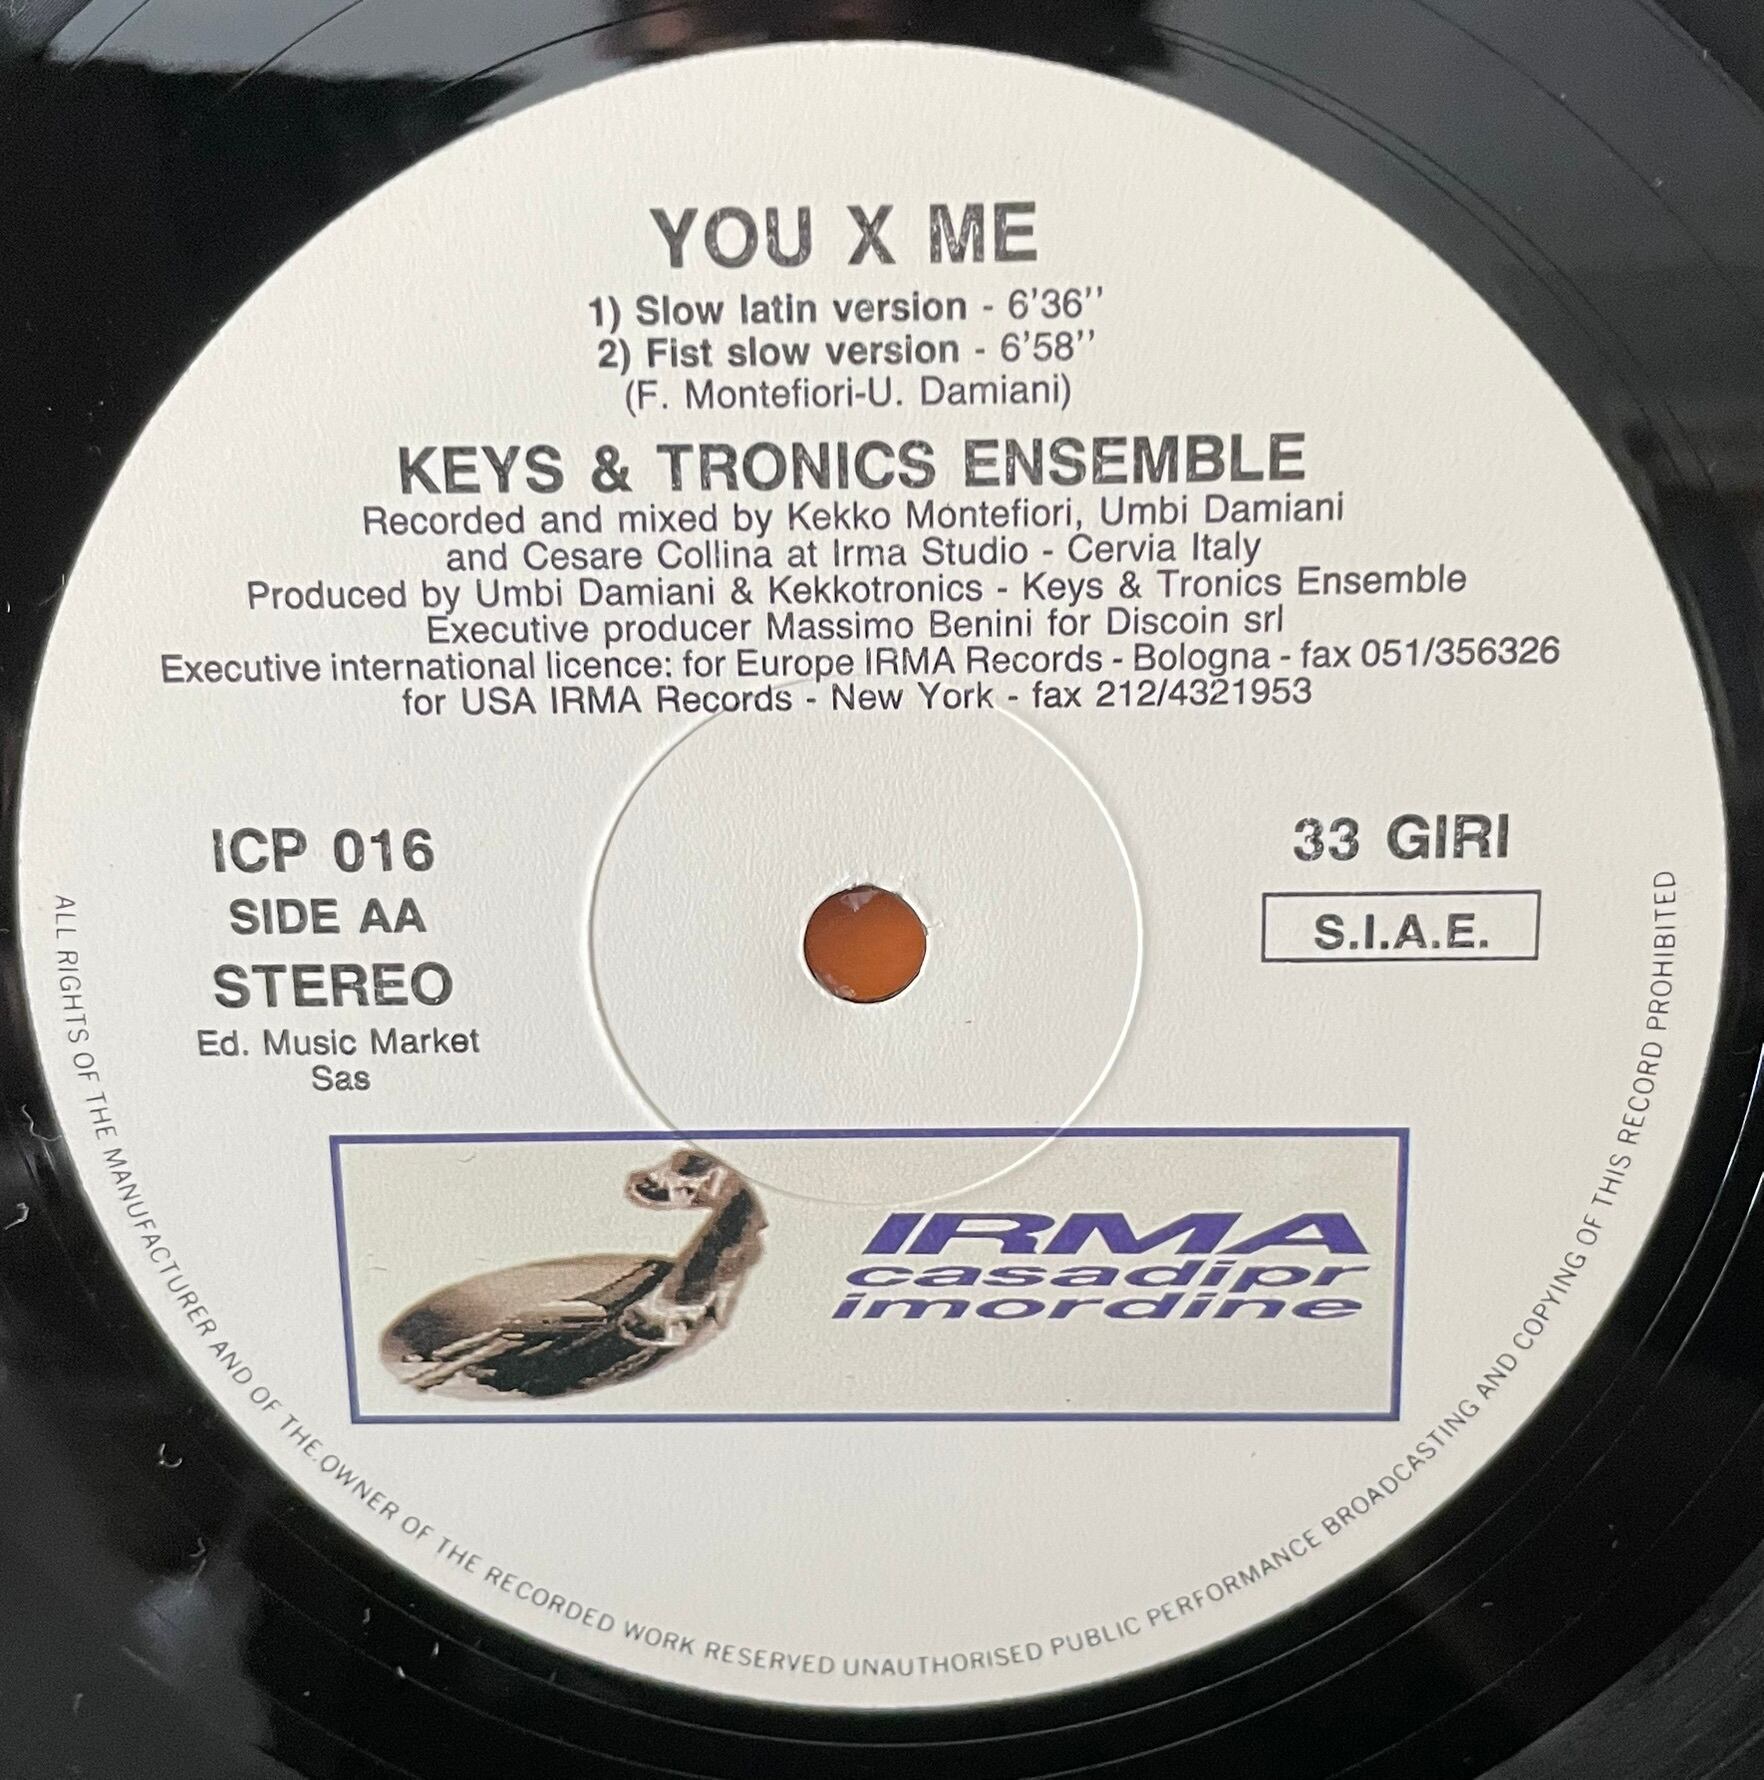 YOU X ME
1) Slow latin version - 6'36''
2) Fist slow version - 6'58''
(F. Montefiori-U. Damiani)
KEYS & TRONICS ENSEMBLE
Recorded and mixed by Kekko Montefiori, Umbi Damiani
and Cesare Collina at Irma Studio - Cervia Italy
Produced by Umbi Damiani & Kekkotronics - Keys & Tronics Ensemble
Executive producer Massimo Benini for Discoin srl
Executive international licence: for Europe IRMA Records - Bologna - fax 051/356326
for USA IRMA Records - New York - fax 212/4321953
ICP 016
SIDE AA
STEREO
Ed. Music Market
Sas
33 GIRI
S.I.A.E.
IRMA
casadipr
imordine
ALL RIGHTS OF THE MANUFACTURER AND OF THE.OWNER OF THE RECORDED WORK RESERVED UNAUTHORISED PUBLIC PERFORMANCE BROADCASTING AND COPYING OF THIS RECORD PROHIBITED